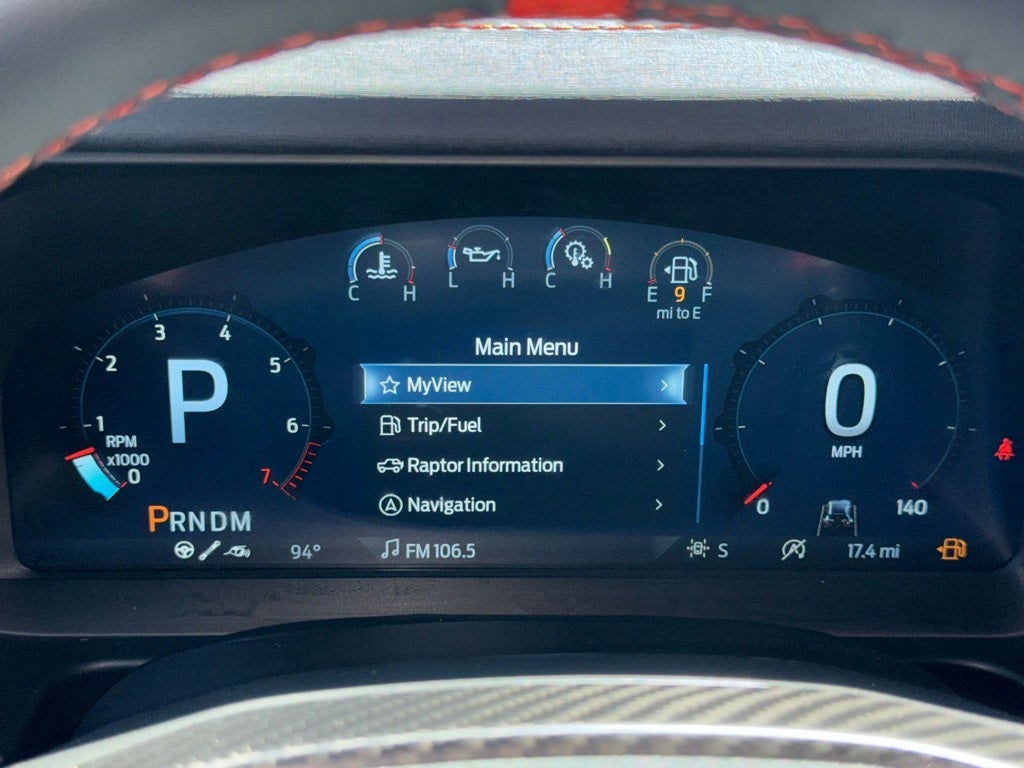 C H
L H
C H
E 9 F
mi to E
Main Menu
MyView
Trip/Fuel
Raptor Information
Navigation
0 1 2 3 4 5 6 7
RPM
x1000
P
PRNDM
0
MPH
0 140
94°
FM 106.5
S
17.4 mi